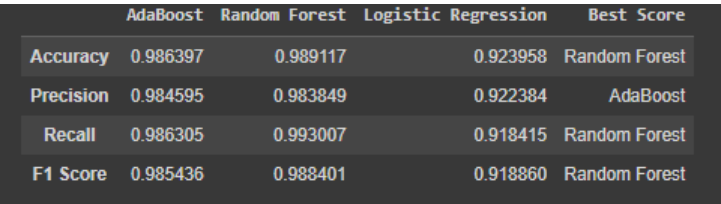 AdaBoost Random Forest Logistic Regression Best Score
Accuracy 0.986397 0.989117 0.923958 Random Forest
Precision 0.984595 0.983849 0.922384 AdaBoost
Recall 0.986305 0.993007 0.918415 Random Forest
F1 Score 0.985436 0.988401 0.918860 Random Forest